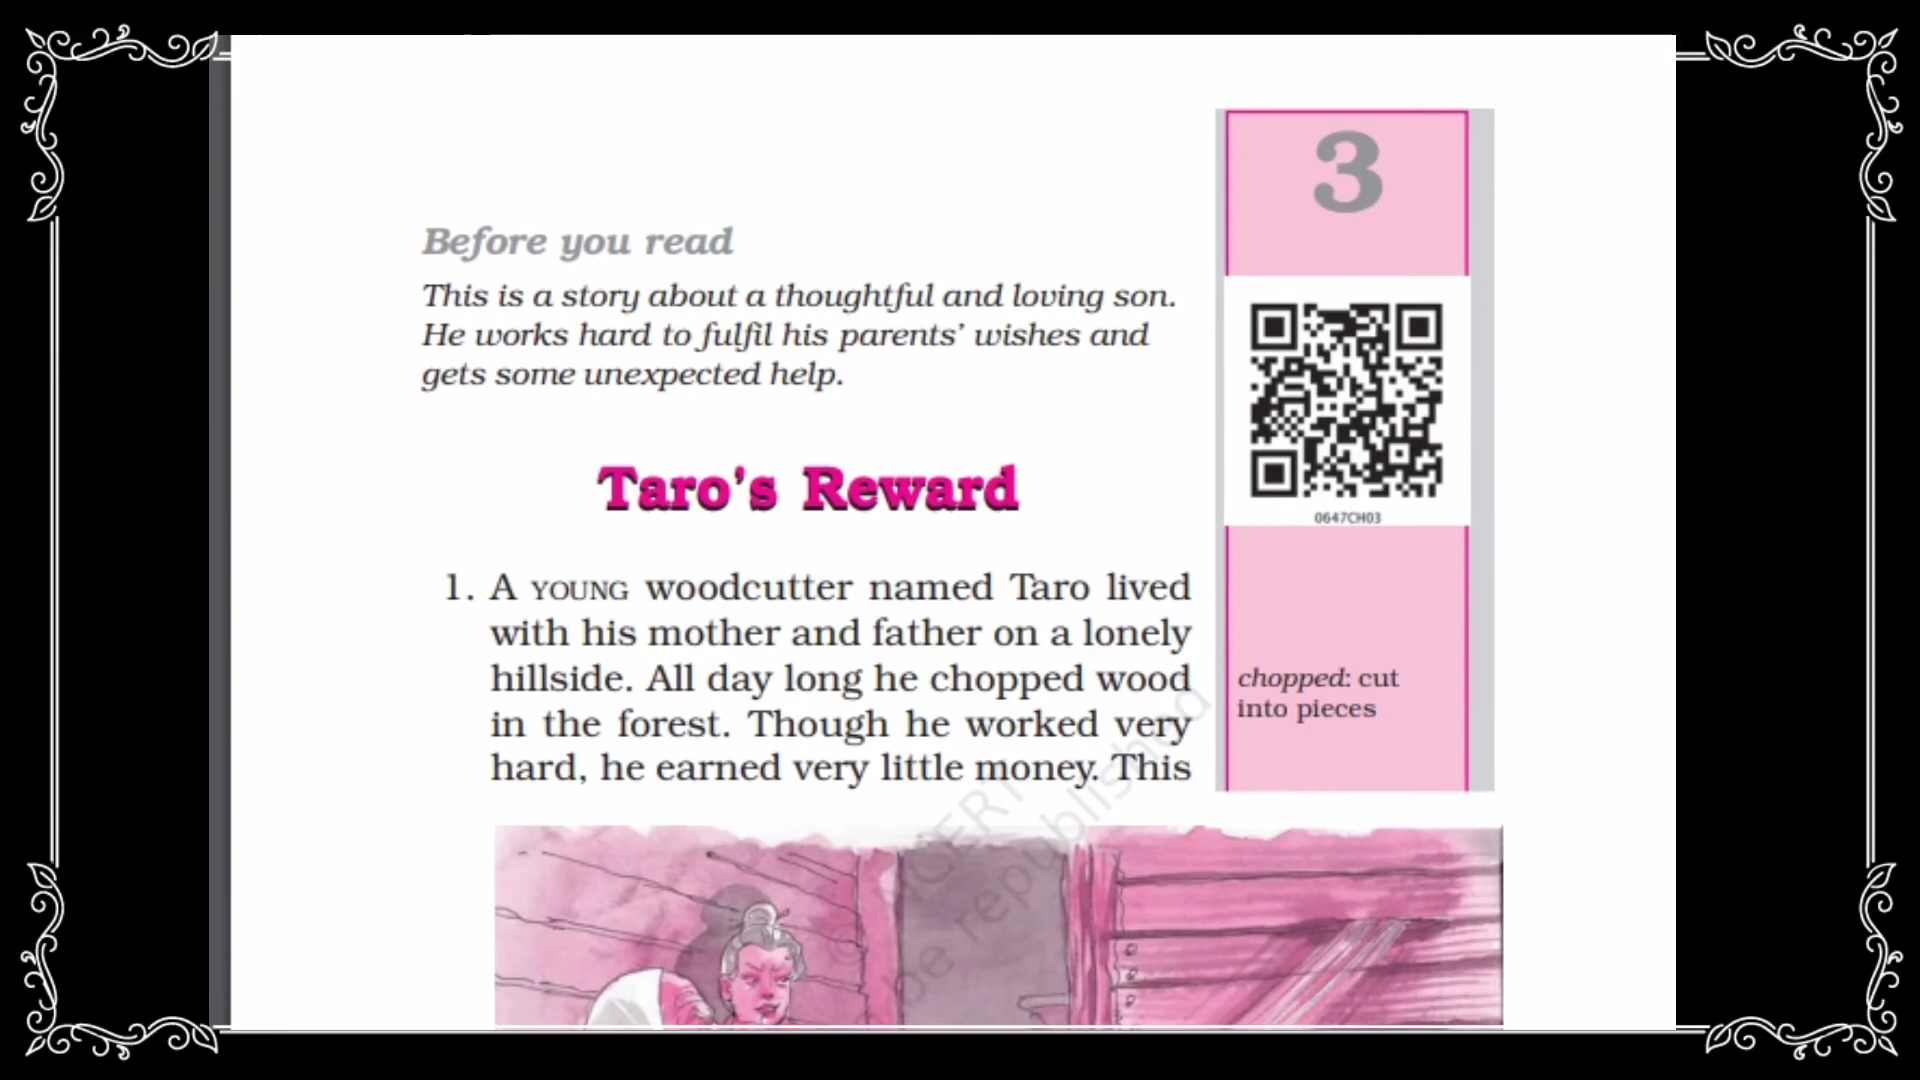 3
Before you read
This is a story about a thoughtful and loving son.
He works hard to fulfil his parents' wishes and
gets some unexpected help.
0647CH03
Taro's Reward
1. A YOUNG woodcutter named Taro lived
with his mother and father on a lonely
hillside. All day long he chopped wood
in the forest. Though he worked very
hard, he earned very little money. This
chopped: cut
into pieces
be republished